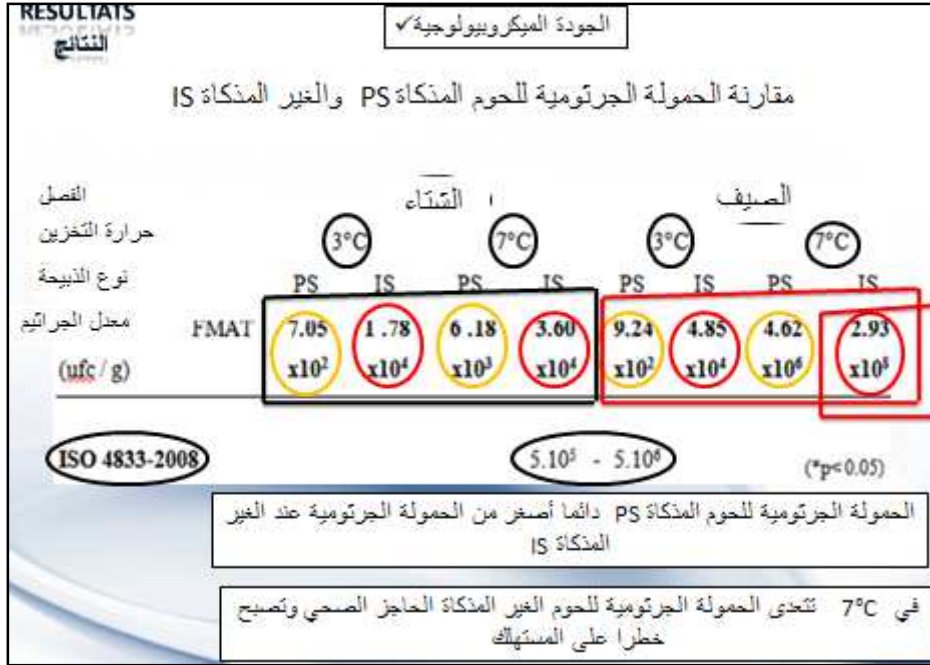 RESULTATS
النتائج
الجودة الميكروبيولوجية ✓
مقارنة الحمولة الجرثومية للحوم المذكاة PS والغير المذكاة IS
الفصل الشتاء الصيف
حرارة التخزين 3°C 7°C 3°C 7°C
نوع الذبيحة PS IS PS IS PS IS PS IS
معدل الجراثيم FMAT 7.05 1 .78 6 .18 3.60 9.24 4.85 4.62 2.93
(ufc / g) x10² x10⁴ x10³ x10⁴ x10² x10⁴ x10⁶ x10⁸
ISO 4833-2008 5.10⁵ - 5.10⁶ (*p<0.05)
الحمولة الجرثومية للحوم المذكاة PS دائما أصغر من الحمولة الجرثومية عند الغير
المذكاة IS
في 7°C تتعدى الحمولة الجرثومية للحوم الغير المذكاة الحاجز الصحي وتصبح
خطرا على المستهلك